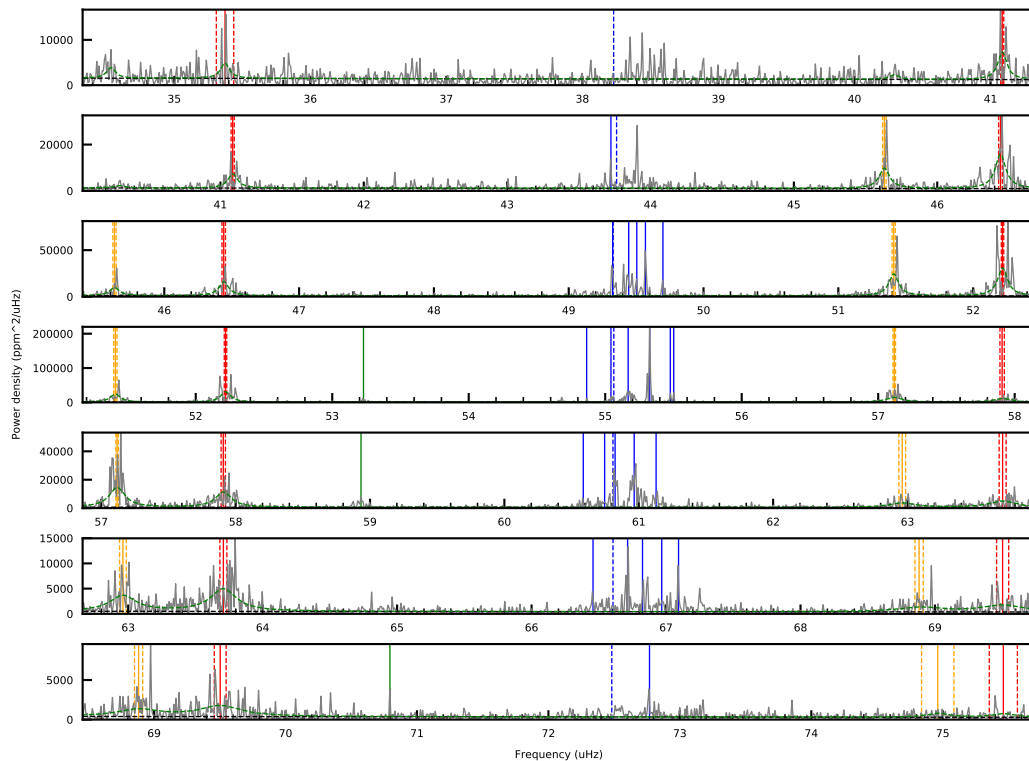 10000
0
35 36 37 38 39 40 41
20000
0
41 42 43 44 45 46
50000
0
46 47 48 49 50 51 52
200000
100000
0
52 53 54 55 56 57 58
Power density (ppm^2/uHz)
40000
20000
0
57 58 59 60 61 62 63
15000
10000
5000
0
63 64 65 66 67 68 69
5000
0
69 70 71 72 73 74 75
Frequency (uHz)